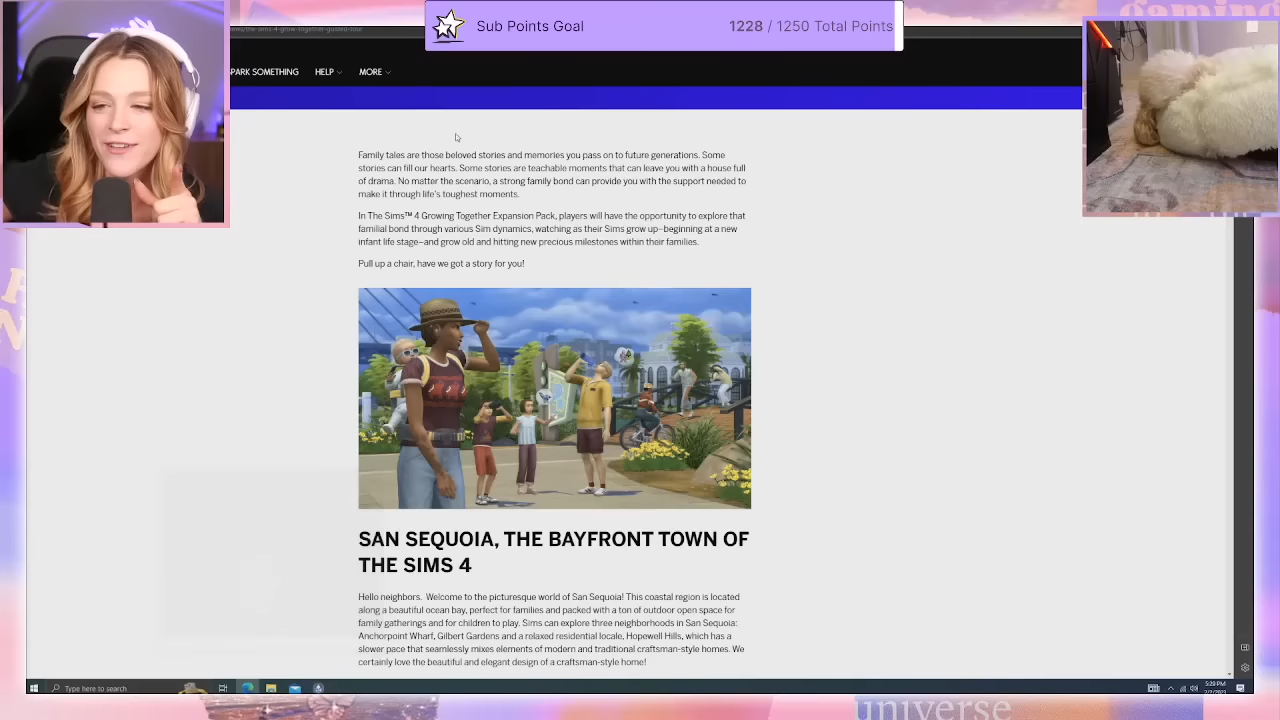 Sub Points Goal 1228 / 1250 Total Points
SPARK SOMETHING HELP MORE
Family tales are those beloved stories and memories you pass on to future generations. Some
stories can fill our hearts. Some stories are teachable moments that can leave you with a house full
of drama. No matter the scenario, a strong family bond can provide you with the support needed to
make it through life's toughest moments.
In The Sims™ 4 Growing Together Expansion Pack, players will have the opportunity to explore that
familial bond through various Sim dynamics, watching as their Sims grow up–beginning at a new
infant life stage–and grow old and hitting new precious milestones within their families.
Pull up a chair, have we got a story for you!
SAN SEQUOIA, THE BAYFRONT TOWN OF
THE SIMS 4
Hello neighbors. Welcome to the picturesque world of San Sequoia! This coastal region is located
along a beautiful ocean bay, perfect for families and packed with a ton of outdoor open space for
family gatherings and for children to play. Sims can explore three neighborhoods in San Sequoia:
Anchorpoint Wharf, Gilbert Gardens and a relaxed residential locale, Hopewell Hills, which has a
slower pace that seamlessly mixes elements of modern and traditional craftsman-style homes. We
certainly love the beautiful and elegant design of a craftsman-style home!
Type here to search
5:29 PM
universe